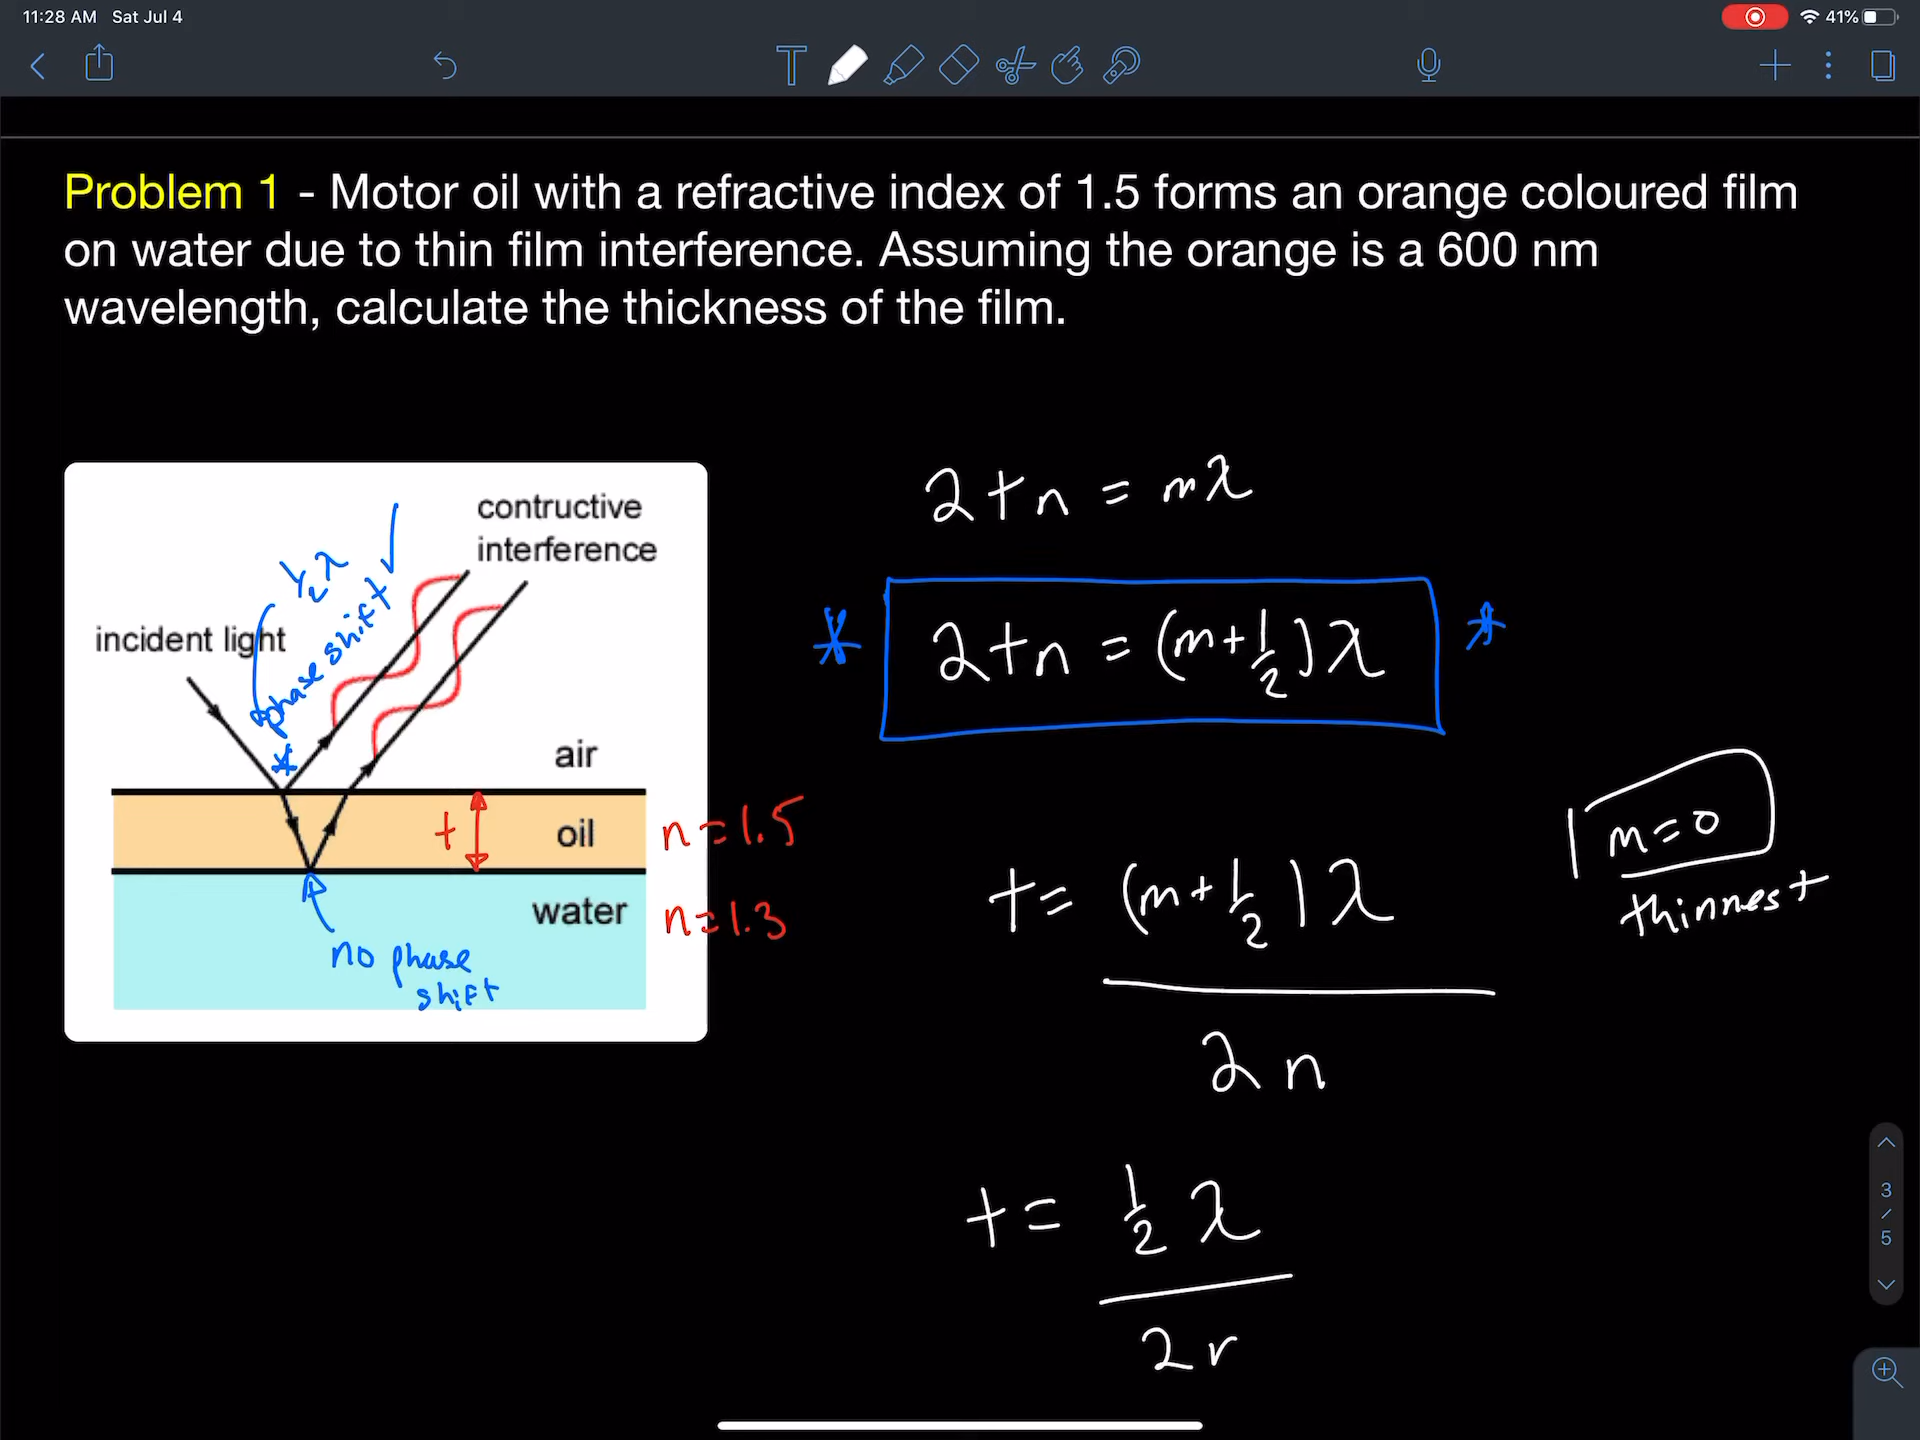 11:28 AM Sat Jul 4
41%
Problem 1 - Motor oil with a refractive index of 1.5 forms an orange coloured film
on water due to thin film interference. Assuming the orange is a 600 nm
wavelength, calculate the thickness of the film.
contructive
interference
½λ
phase shift ✓
incident light
*
air
t
oil
n = 1.5
water
n = 1.3
no phase
shift
2tn = mλ
* 2tn = (m+½)λ *
m=0
thinnest
t = (m+½)λ
2n
t = ½ λ
2r
3
/
5